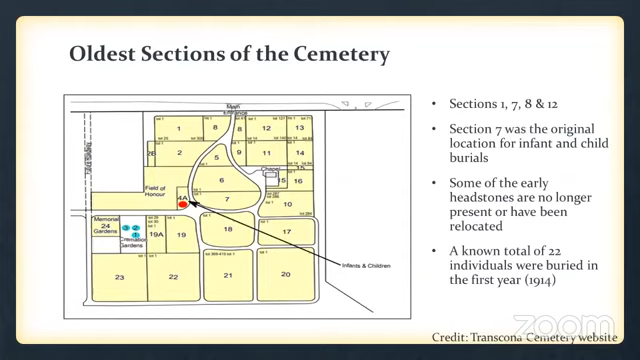 Oldest Sections of the Cemetery
Main
Entrance
1
8
8
12
13
2B
2
5
9
11
14
Chapel
6
15
16
Field of
Honour
4A
7
10
Memorial
24
Gardens
Cremation
Gardens
19A
19
18
17
Infants & Children
23
22
21
20
• Sections 1, 7, 8 & 12
• Section 7 was the original
location for infant and child
burials
• Some of the early
headstones are no longer
present or have been
relocated
• A known total of 22
individuals were buried in
the first year (1914)
zoom
Credit: Transcona Cemetery website